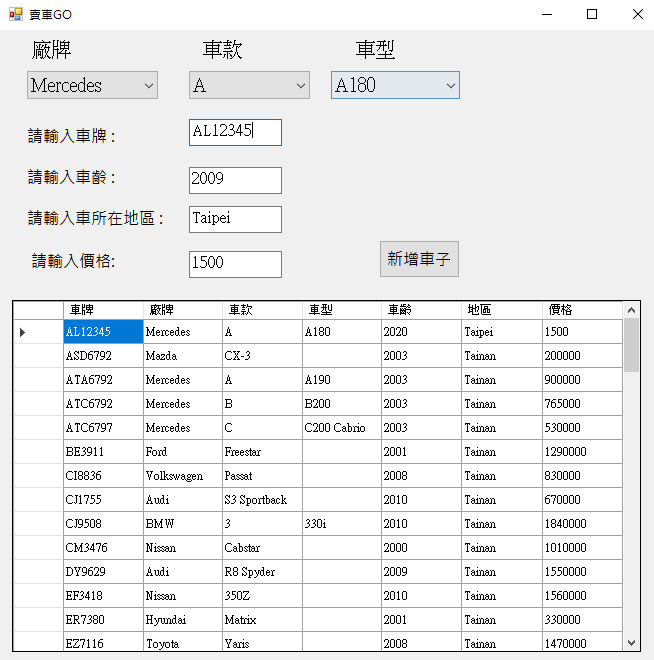 賣車GO
廠牌 車款 車型
Mercedes A A180
請輸入車牌 : AL12345
請輸入車齡 : 2009
請輸入車所在地區 : Taipei
請輸入價格: 1500 新增車子
車牌 廠牌 車款 車型 車齡 地區 價格
AL12345 Mercedes A A180 2020 Taipei 1500
ASD6792 Mazda CX-3 2003 Tainan 200000
ATA6792 Mercedes A A190 2003 Tainan 900000
ATC6792 Mercedes B B200 2003 Tainan 765000
ATC6797 Mercedes C C200 Cabrio 2003 Tainan 530000
BE3911 Ford Freestar 2001 Tainan 1290000
CI8836 Volkswagen Passat 2008 Tainan 830000
CJ1755 Audi S3 Sportback 2010 Tainan 670000
CJ9508 BMW 3 330i 2010 Tainan 1840000
CM3476 Nissan Cabstar 2000 Tainan 1010000
DY9629 Audi R8 Spyder 2009 Tainan 1550000
EF3418 Nissan 350Z 2010 Tainan 1560000
ER7380 Hyundai Matrix 2001 Tainan 330000
EZ7116 Toyota Yaris 2008 Tainan 1470000